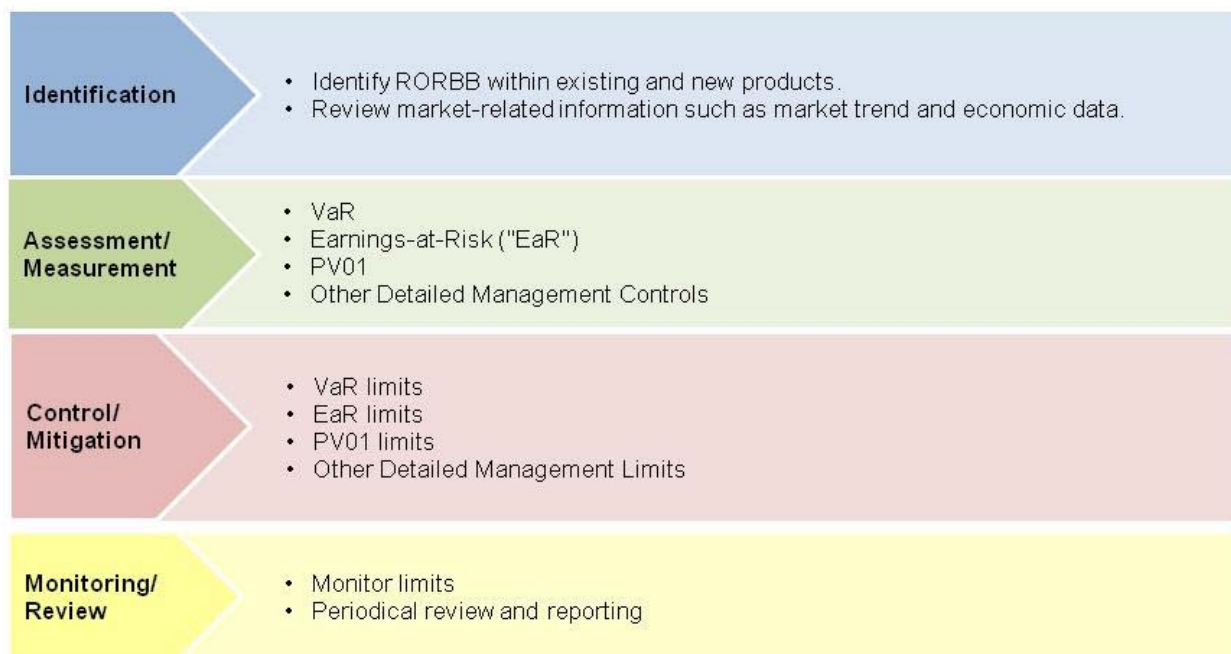 Identification
• Identify RORBB within existing and new products.
• Review market-related information such as market trend and economic data.
Assessment/
Measurement
• VaR
• Earnings-at-Risk ("EaR")
• PV01
• Other Detailed Management Controls
Control/
Mitigation
• VaR limits
• EaR limits
• PV01 limits
• Other Detailed Management Limits
Monitoring/
Review
• Monitor limits
• Periodical review and reporting